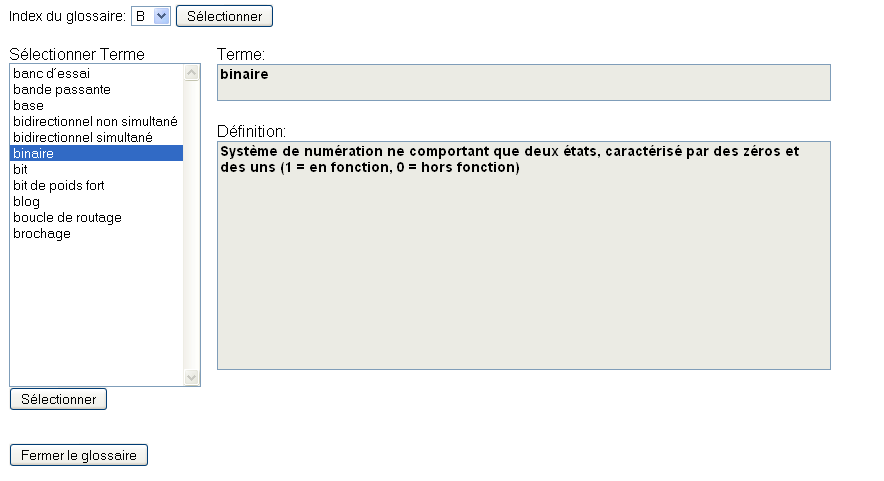 Index du glossaire: B Sélectionner
Sélectionner Terme
banc d'essai
bande passante
base
bidirectionnel non simultané
bidirectionnel simultané
binaire
bit
bit de poids fort
blog
boucle de routage
brochage
Sélectionner
Terme:
binaire
Définition:
Système de numération ne comportant que deux états, caractérisé par des zéros et
des uns (1 = en fonction, 0 = hors fonction)
Fermer le glossaire